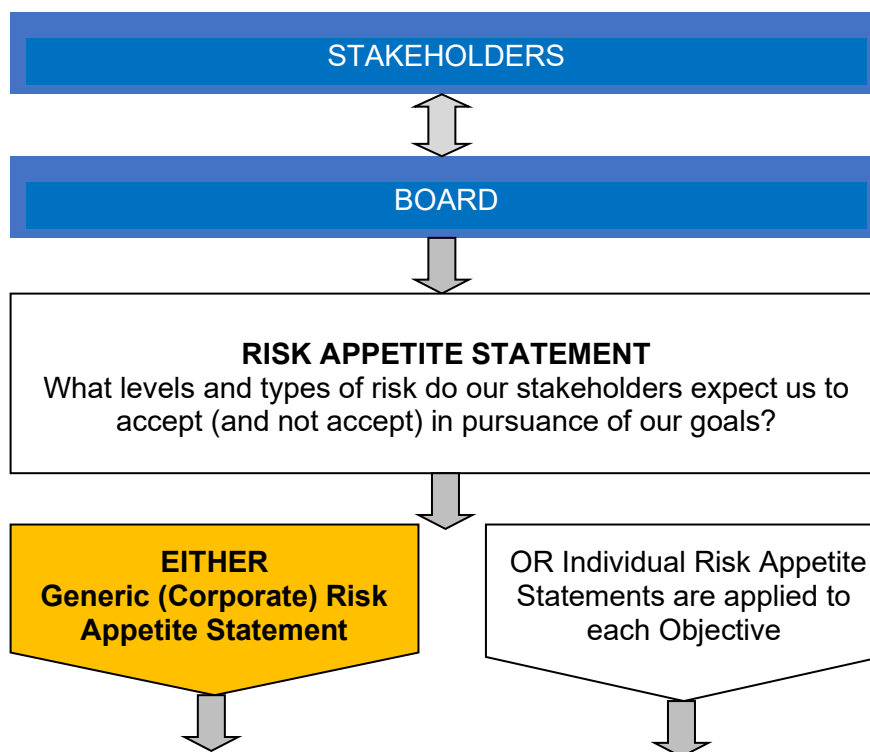 STAKEHOLDERS
BOARD
RISK APPETITE STATEMENT
What levels and types of risk do our stakeholders expect us to
accept (and not accept) in pursuance of our goals?
EITHER
Generic (Corporate) Risk
Appetite Statement
OR Individual Risk Appetite
Statements are applied to
each Objective